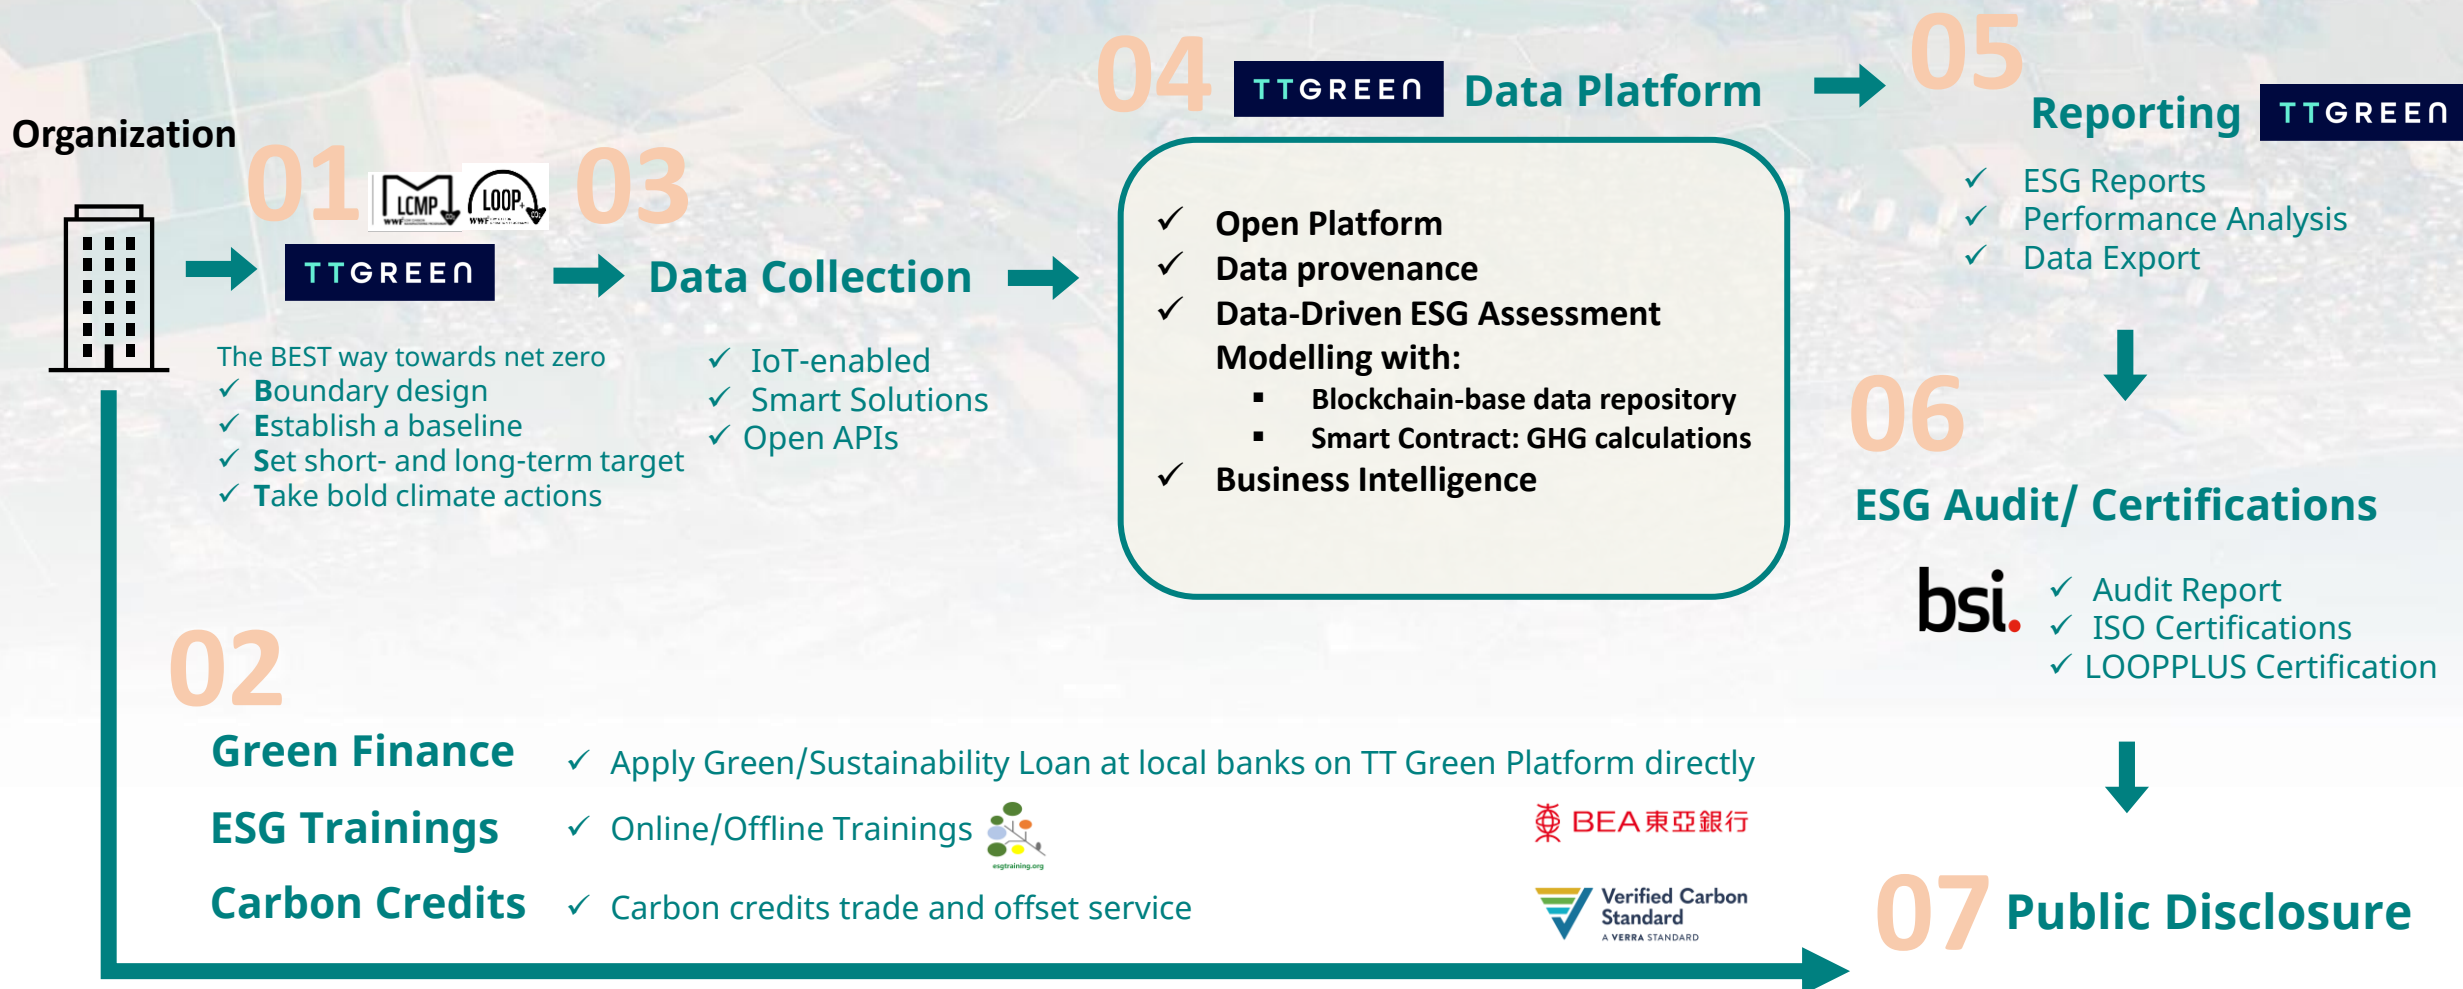 Organization
01
LCMP
WWF
LOOP+
WWF
TTGREEN
The BEST way towards net zero
✓ Boundary design
✓ Establish a baseline
✓ Set short- and long-term target
✓ Take bold climate actions
03
Data Collection
✓ IoT-enabled
✓ Smart Solutions
✓ Open APIs
04
TTGREEN Data Platform
✓ Open Platform
✓ Data provenance
✓ Data-Driven ESG Assessment
Modelling with:
▪ Blockchain-base data repository
▪ Smart Contract: GHG calculations
✓ Business Intelligence
05
Reporting TTGREEN
✓ ESG Reports
✓ Performance Analysis
✓ Data Export
06
ESG Audit/ Certifications
bsi.
✓ Audit Report
✓ ISO Certifications
✓ LOOPPLUS Certification
02
Green Finance ✓ Apply Green/Sustainability Loan at local banks on TT Green Platform directly
ESG Trainings ✓ Online/Offline Trainings
esgtraining.org
BEA東亞銀行
Carbon Credits ✓ Carbon credits trade and offset service
Verified Carbon
Standard
A VERRA STANDARD
07 Public Disclosure